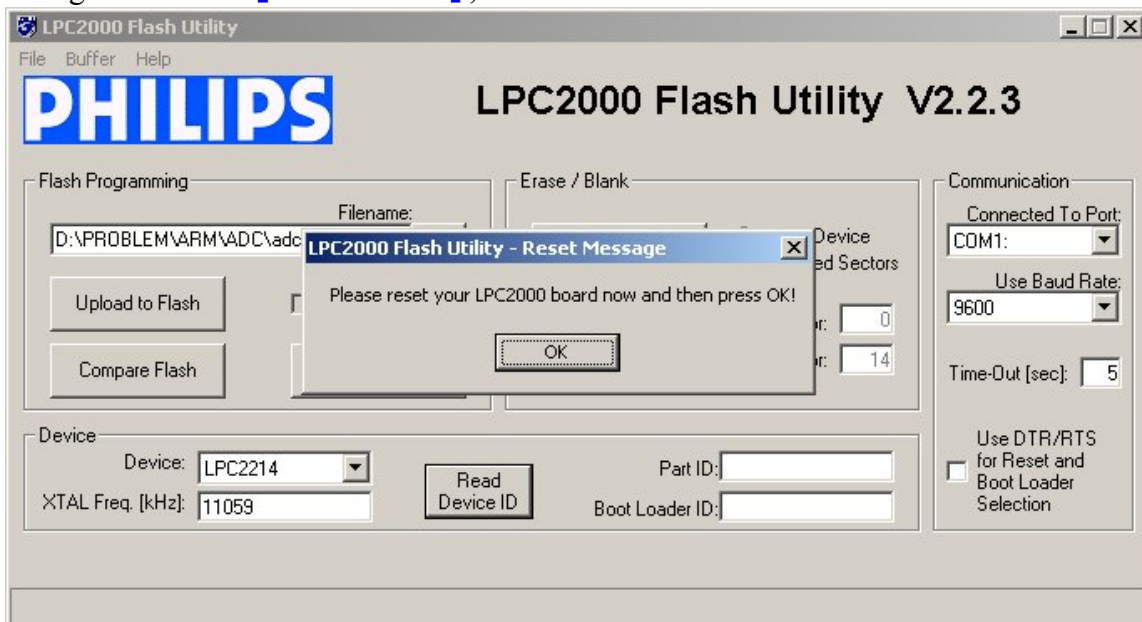 LPC2000 Flash Utility
File Buffer Help
PHILIPS
LPC2000 Flash Utility V2.2.3
Flash Programming
Filename:
D:\PROBLEM\ARM\ADC\adc
Upload to Flash
Compare Flash
Erase / Blank
Device
ed Sectors
0
14
LPC2000 Flash Utility - Reset Message
Please reset your LPC2000 board now and then press OK!
OK
Communication
Connected To Port:
COM1:
Use Baud Rate:
9600
Time-Out [sec]: 5
Use DTR/RTS
for Reset and
Boot Loader
Selection
Device
Device: LPC2214
XTAL Freq. [kHz]: 11059
Read
Device ID
Part ID:
Boot Loader ID: